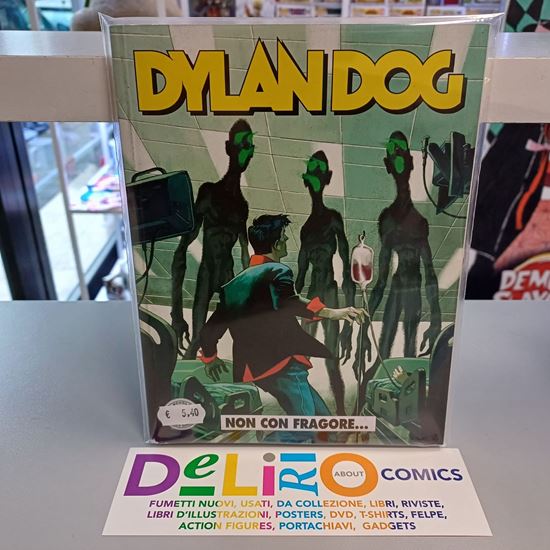 DYLAN DOG
€ 5,40
NON CON FRAGORE...
DELIRIO
ABOUT
COMICS
FUMETTI NUOVI, USATI, DA COLLEZIONE, LIBRI, RIVISTE,
LIBRI D'ILLUSTRAZIONI, POSTERS, DVD, T-SHIRTS, FELPE,
ACTION FIGURES, PORTACHIAVI, GADGETS